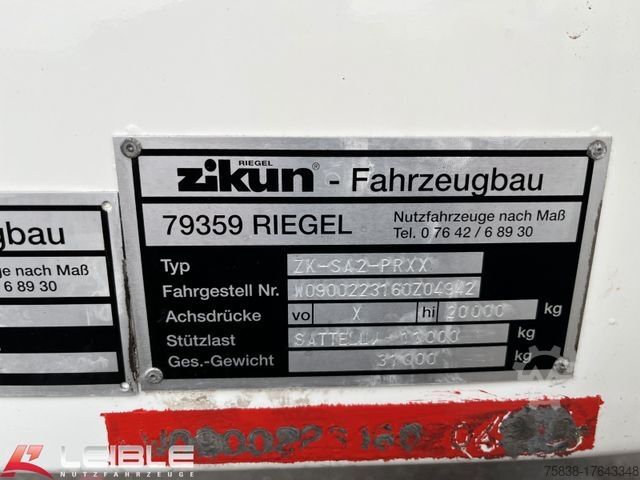 RIEGEL
zikun® - Fahrzeugbau
79359 RIEGEL
Nutzfahrzeuge nach Maß
Tel. 0 76 42 / 6 89 30
Typ ZK-SA2-PRXX
Fahrgestell Nr. W0900223160Z04942
Achsdrücke vo X hi 20000 kg
Stützlast SATTELL. kg
Ges.-Gewicht kg
gbau
e nach Maß
6 89 30
LEIBLE
NUTZFAHRZEUGE
75838-17643348